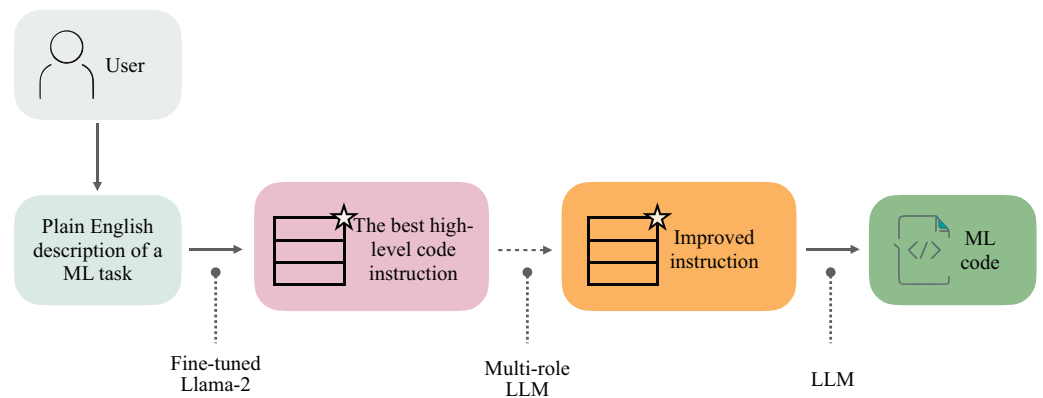 User
Plain English
description of a
ML task
The best high-
level code
instruction
Improved
instruction
</>
ML
code
Fine-tuned
Llama-2
Multi-role
LLM
LLM